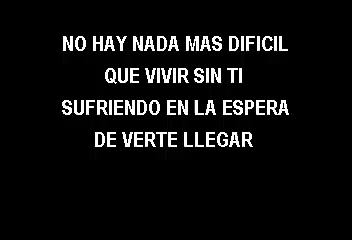 NO HAY NADA MAS DIFICIL
QUE VIVIR SIN TI
SUFRIENDO EN LA ESPERA
DE VERTE LLEGAR